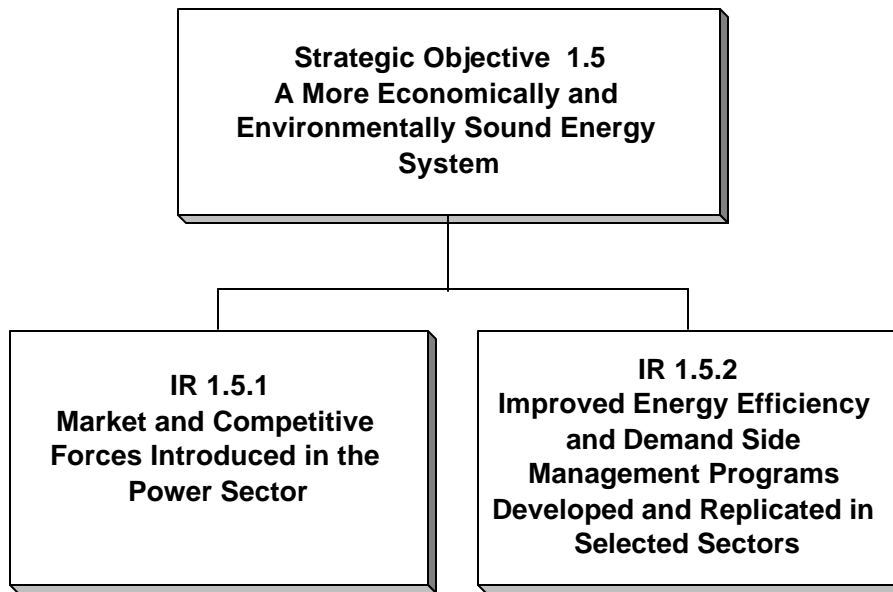 Strategic Objective 1.5
A More Economically and
Environmentally Sound Energy
System
IR 1.5.1
Market and Competitive
Forces Introduced in the
Power Sector
IR 1.5.2
Improved Energy Efficiency
and Demand Side
Management Programs
Developed and Replicated in
Selected Sectors